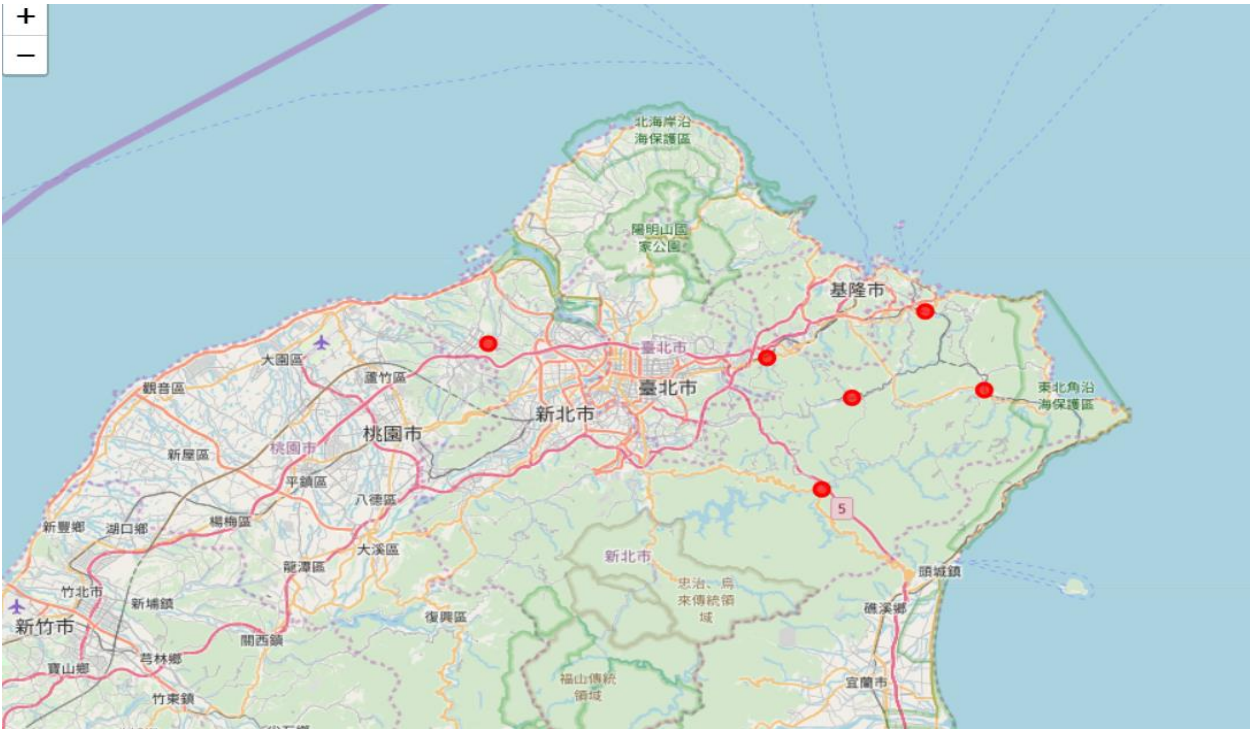 +
−
北海岸沿
海保護區
陽明山國
家公園
基隆市
臺北市
大園區
蘆竹區
觀音區
臺北市
東北角沿
海保護區
新北市
桃園市
桃園市
新屋區
平鎮區
八德區
5
楊梅區
新豐鄉
湖口鄉
大溪區
新北市
龍潭區
頭城鎮
忠治、烏
來傳統領
域
竹北市
新埔鎮
礁溪鄉
復興區
新竹市
關西鎮
芎林鄉
寶山鄉
福山傳統
領域
宜蘭市
竹東鎮